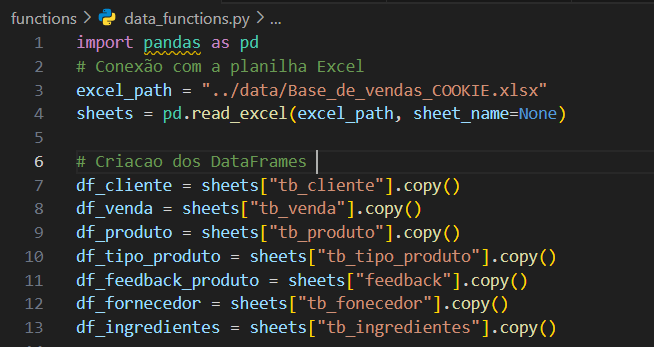 functions > data_functions.py > ...
1 import pandas as pd
2 # Conexão com a planilha Excel
3 excel_path = "../data/Base_de_vendas_COOKIE.xlsx"
4 sheets = pd.read_excel(excel_path, sheet_name=None)
5
6 # Criacao dos DataFrames
7 df_cliente = sheets["tb_cliente"].copy()
8 df_venda = sheets["tb_venda"].copy()
9 df_produto = sheets["tb_produto"].copy()
10 df_tipo_produto = sheets["tb_tipo_produto"].copy()
11 df_feedback_produto = sheets["feedback"].copy()
12 df_fornecedor = sheets["tb_fonecedor"].copy()
13 df_ingredientes = sheets["tb_ingredientes"].copy()